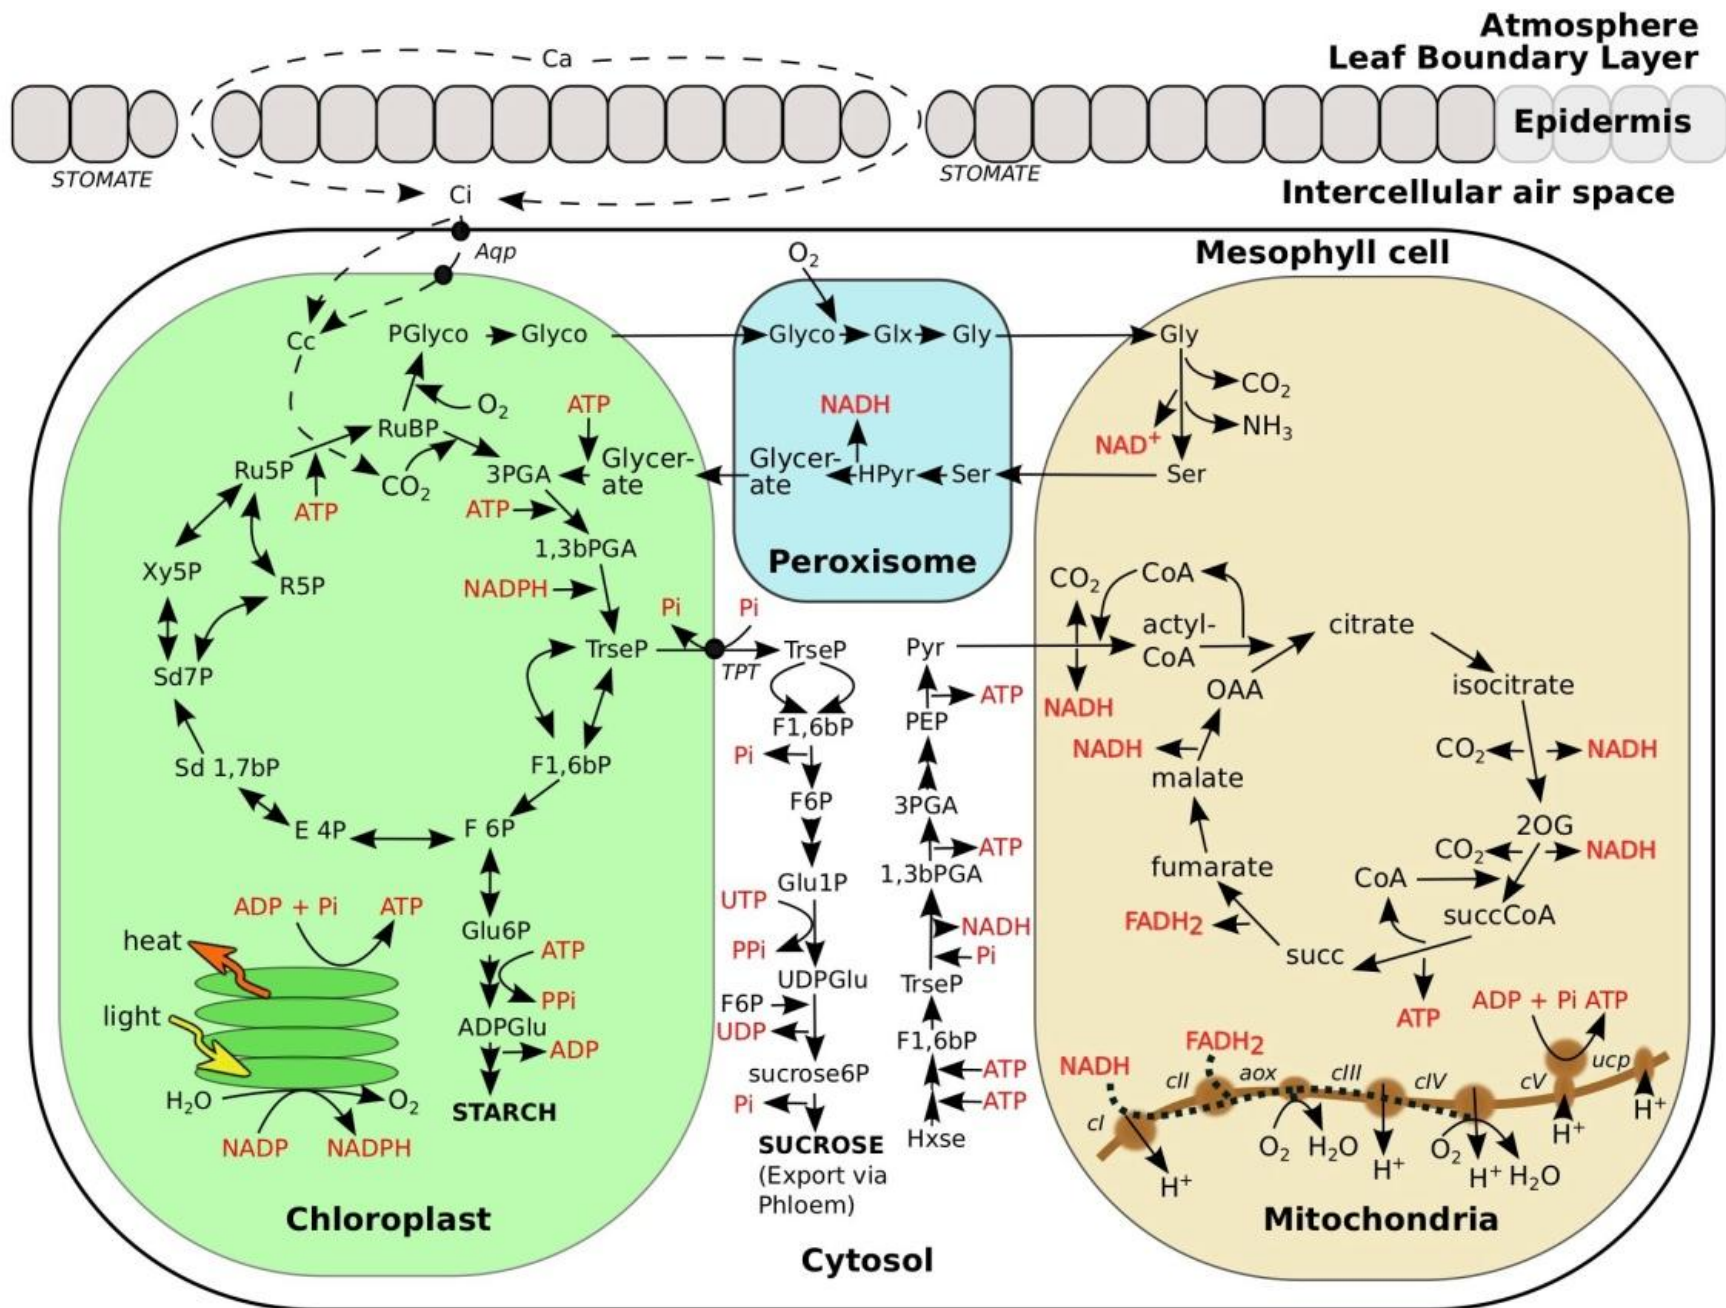 Atmosphere
Leaf Boundary Layer
Ca
Epidermis
STOMATE
STOMATE
Intercellular air space
Ci
Aqp
Mesophyll cell
O2
Cc
PGlyco
Glyco
Glyco
Glx
Gly
Gly
CO2
NH3
NAD+
Ser
O2
RuBP
ATP
NADH
Ru5P
CO2
3PGA
Glycer-
ate
Glycer-
ate
HPyr
Ser
ATP
ATP
1,3bPGA
Peroxisome
Xy5P
R5P
NADPH
Pi
Pi
TrseP
TPT
TrseP
Sd7P
Sd 1,7bP
F1,6bP
E 4P
F 6P
Glu6P
ATP
PPi
ADPGlu
ADP
STARCH
ADP + Pi
ATP
heat
light
H2O
O2
NADP
NADPH
Chloroplast
F1,6bP
Pi
F6P
Glu1P
UTP
PPi
UDPGlu
F6P
UDP
sucrose6P
Pi
SUCROSE
(Export via
Phloem)
Pyr
ATP
PEP
3PGA
ATP
1,3bPGA
NADH
Pi
TrseP
F1,6bP
ATP
ATP
Hxse
Cytosol
CO2
CoA
actyl-
CoA
NADH
citrate
OAA
isocitrate
NADH
CO2
NADH
malate
2OG
CO2
NADH
fumarate
CoA
succCoA
FADH2
succ
ATP
ADP + Pi
ATP
NADH
FADH2
cI
cII
aox
cIII
cIV
cV
ucp
H+
O2
H2O
H+
O2
H+
H2O
H+
H+
Mitochondria